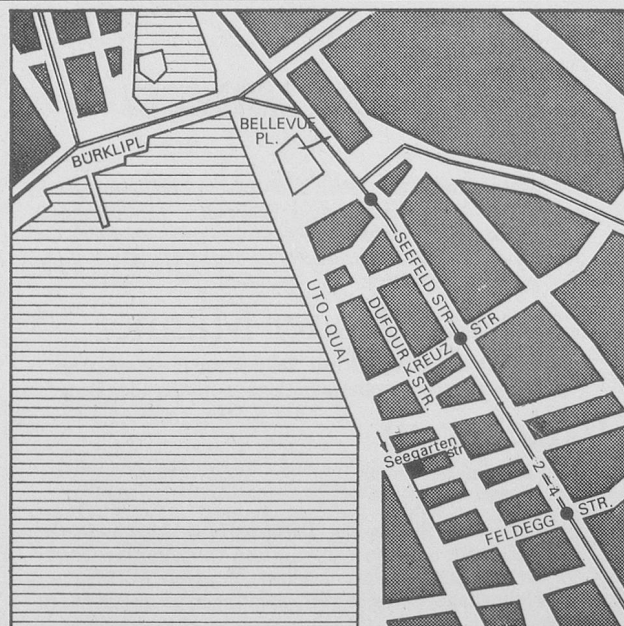 BELLEVUE
PL.
BÜRKLIPL.
SEEFELD STR.
UTO-QUAI
DUFOUR STR.
KREUZ STR
Seegarten
str
2-4
FELDEGG STR.